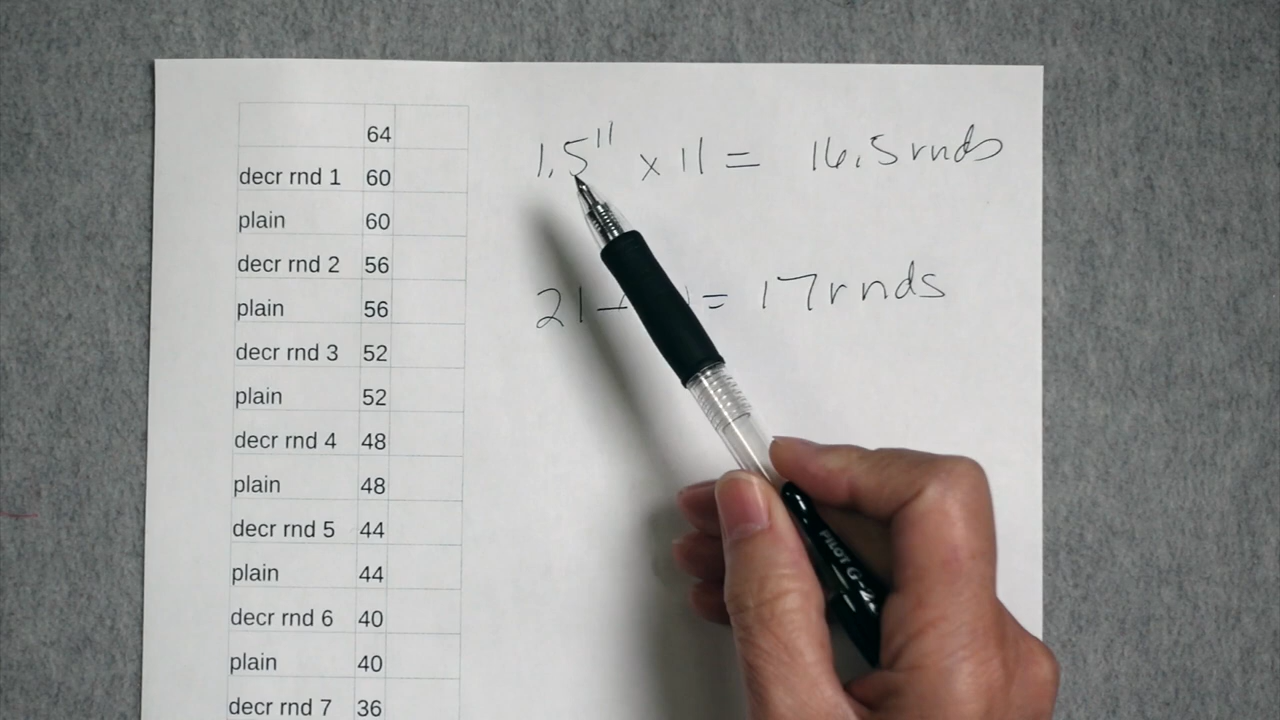 64
decr rnd 1 60
plain 60
decr rnd 2 56
plain 56
decr rnd 3 52
plain 52
decr rnd 4 48
plain 48
decr rnd 5 44
plain 44
decr rnd 6 40
plain 40
decr rnd 7 36
1.5" x 11 = 16.5 rnds
21 = 17 rnds
PILOT G-2